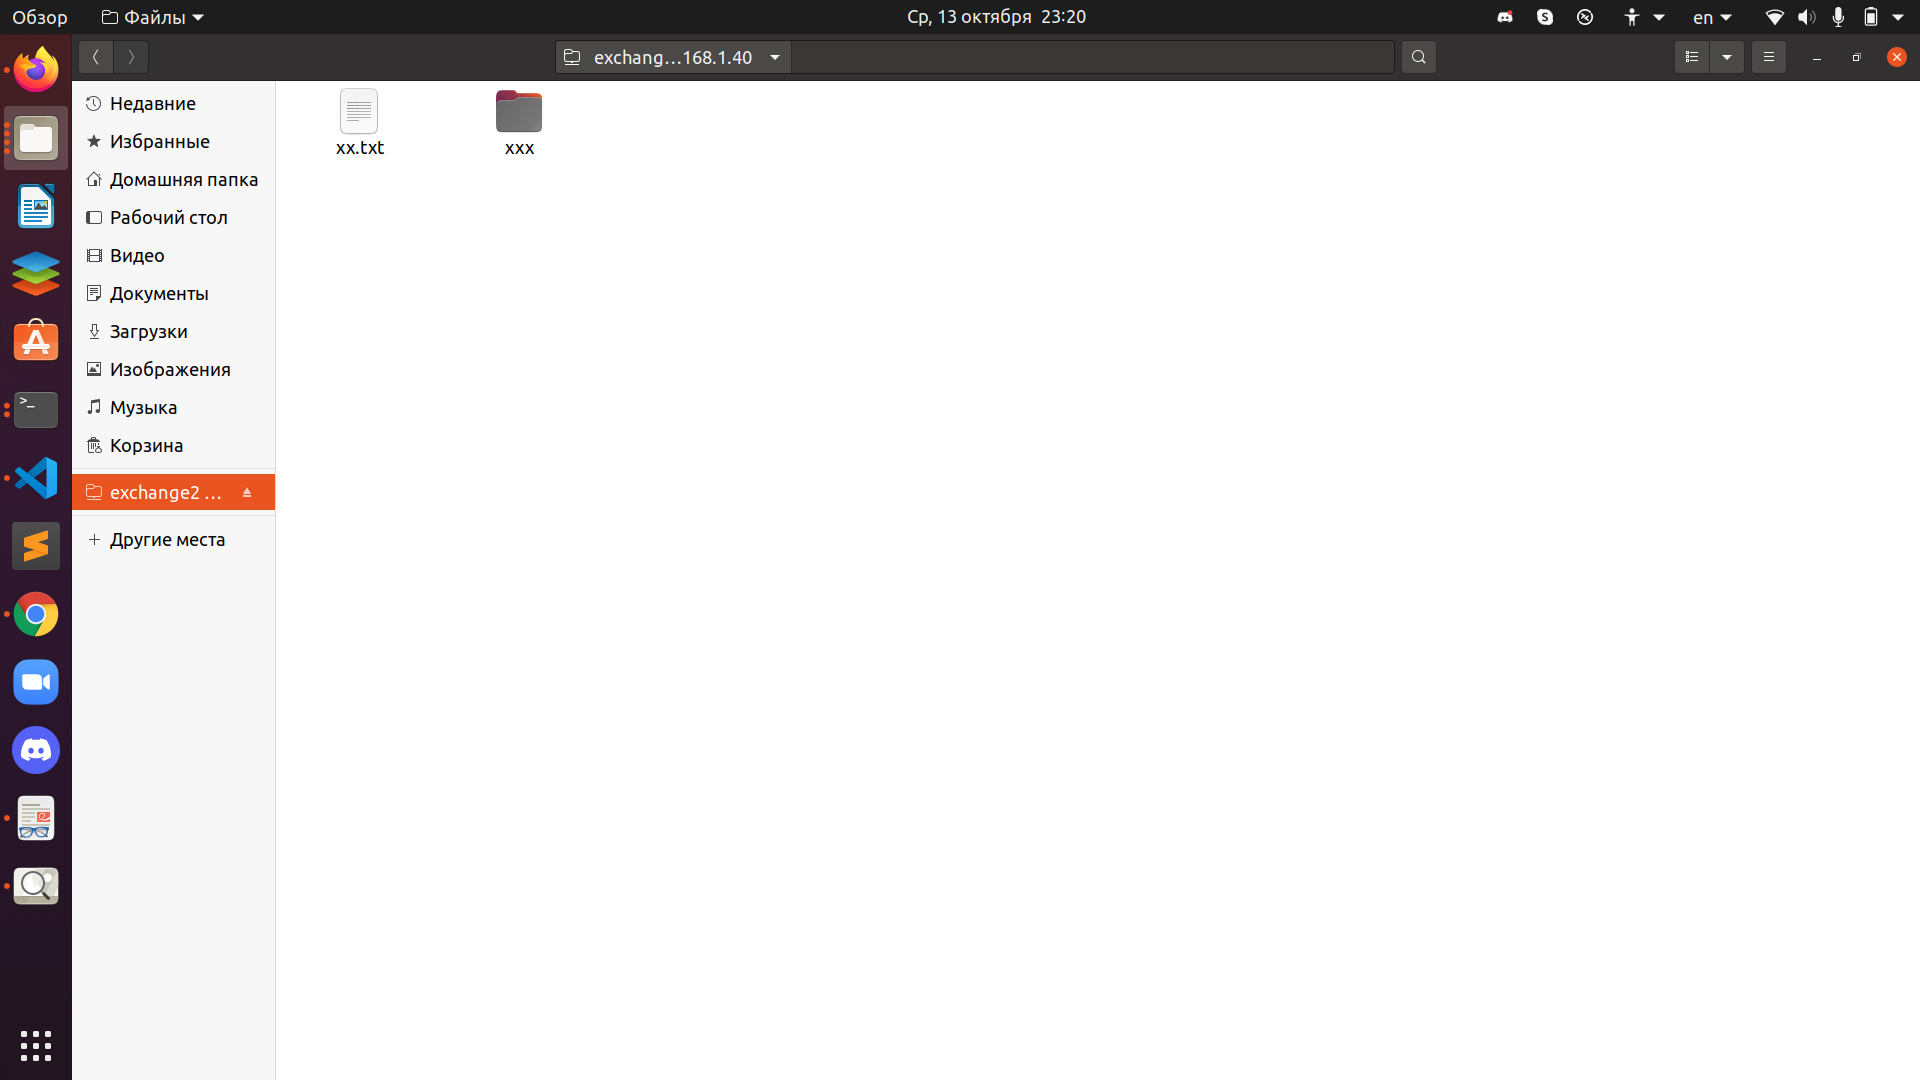 Обзор
Файлы
Ср, 13 октября 23:20
en
exchang...168.1.40
Недавние
Избранные
Домашняя папка
Рабочий стол
Видео
Документы
Загрузки
Изображения
Музыка
Корзина
exchange2 ...
Другие места
xx.txt
xxx